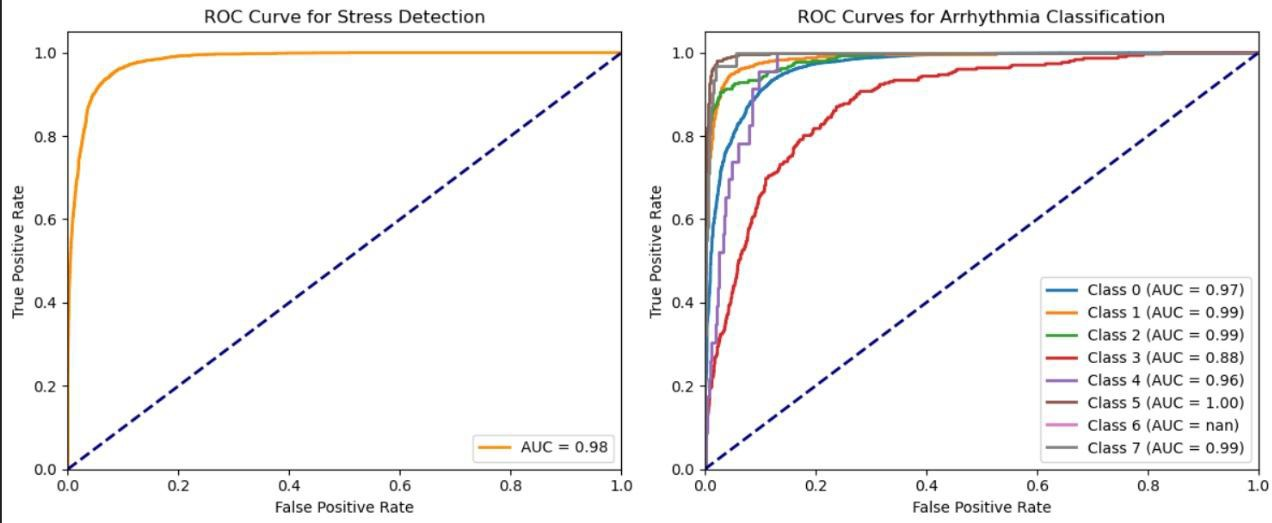 ROC Curve for Stress Detection
True Positive Rate
1.0
0.8
0.6
0.4
0.2
0.0
0.0 0.2 0.4 0.6 0.8 1.0
False Positive Rate
AUC = 0.98
ROC Curves for Arrhythmia Classification
True Positive Rate
1.0
0.8
0.6
0.4
0.2
0.0
0.0 0.2 0.4 0.6 0.8 1.0
False Positive Rate
Class 0 (AUC = 0.97)
Class 1 (AUC = 0.99)
Class 2 (AUC = 0.99)
Class 3 (AUC = 0.88)
Class 4 (AUC = 0.96)
Class 5 (AUC = 1.00)
Class 6 (AUC = nan)
Class 7 (AUC = 0.99)